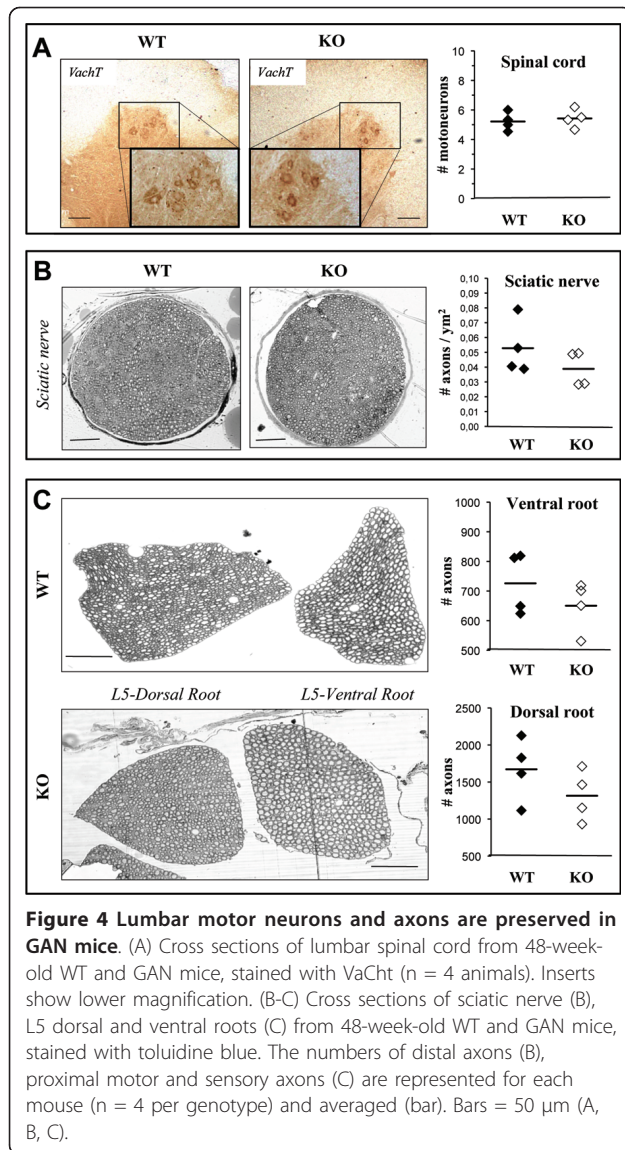 WT KO
A
VachT VachT
Spinal cord
# motoneurons
10
8
6
4
2
0
WT KO
B
WT KO
Sciatic nerve
Sciatic nerve
# axons / ym²
0,10
0,09
0,08
0,07
0,06
0,05
0,04
0,03
0,02
0,01
0,00
WT KO
C
WT
Ventral root
# axons
1000
900
800
700
600
500
WT KO
L5-Dorsal Root L5-Ventral Root
KO
Dorsal root
# axons
2500
2000
1500
1000
500
WT KO
Figure 4 Lumbar motor neurons and axons are preserved in
GAN mice. (A) Cross sections of lumbar spinal cord from 48-week-
old WT and GAN mice, stained with VaCht (n = 4 animals). Inserts
show lower magnification. (B-C) Cross sections of sciatic nerve (B),
L5 dorsal and ventral roots (C) from 48-week-old WT and GAN mice,
stained with toluidine blue. The numbers of distal axons (B),
proximal motor and sensory axons (C) are represented for each
mouse (n = 4 per genotype) and averaged (bar). Bars = 50 μm (A,
B, C).